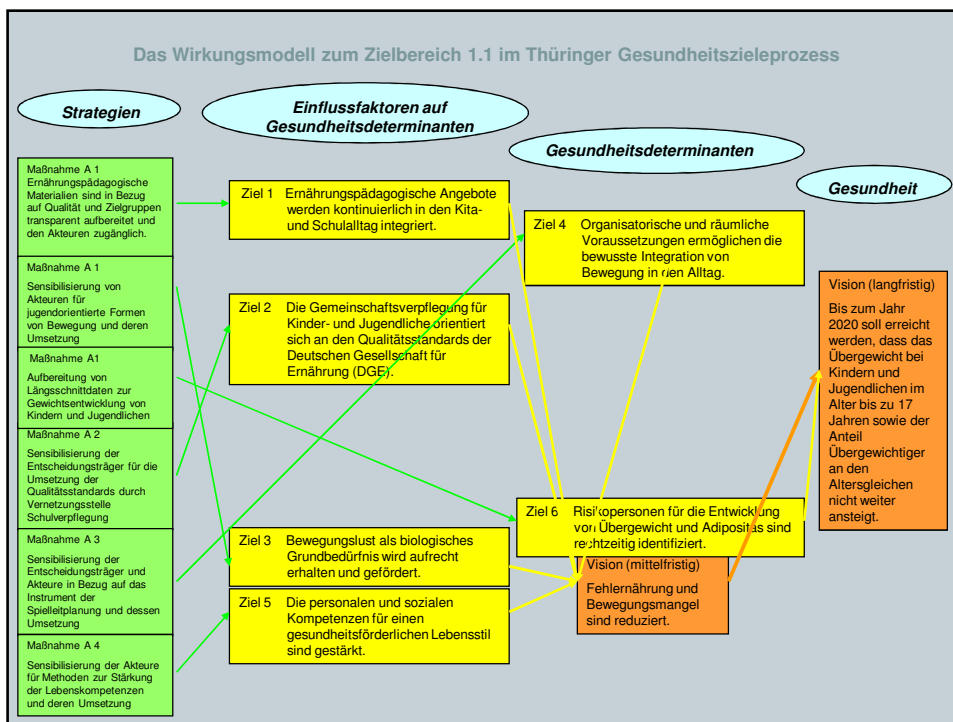 Das Wirkungsmodell zum Zielbereich 1.1 im Thüringer Gesundheitszieleprozess
Strategien
Einflussfaktoren auf
Gesundheitsdeterminanten
Gesundheitsdeterminanten
Gesundheit
Maßnahme A 1
Ernährungspädagogische
Materialien sind in Bezug
auf Qualität und Zielgruppen
transparent aufbereitet und
den Akteuren zugänglich.
Maßnahme A 1
Sensibilisierung von
Akteuren für
jugendorientierte Formen
von Bewegung und deren
Umsetzung
Maßnahme A1
Aufbereitung von
Längsschnittdaten zur
Gewichtsentwicklung von
Kindern und Jugendlichen
Maßnahme A 2
Sensibilisierung der
Entscheidungsträger für die
Umsetzung der
Qualitätsstandards durch
Vernetzungsstelle
Schulverpflegung
Maßnahme A 3
Sensibilisierung der
Entscheidungsträger und
Akteure in Bezug auf das
Instrument der
Spielleitplanung und dessen
Umsetzung
Maßnahme A 4
Sensibilisierung der Akteure
für Methoden zur Stärkung
der Lebenskompetenzen
und deren Umsetzung
Ziel 1 Ernährungspädagogische Angebote
werden kontinuierlich in den Kita-
und Schulalltag integriert.
Ziel 2 Die Gemeinschaftsverpflegung für
Kinder- und Jugendliche orientiert
sich an den Qualitätsstandards der
Deutschen Gesellschaft für
Ernährung (DGE).
Ziel 3 Bewegungslust als biologisches
Grundbedürfnis wird aufrecht
erhalten und gefördert.
Ziel 5 Die personalen und sozialen
Kompetenzen für einen
gesundheitsförderlichen Lebensstil
sind gestärkt.
Ziel 4 Organisatorische und räumliche
Voraussetzungen ermöglichen die
bewusste Integration von
Bewegung in den Alltag.
Ziel 6 Risikopersonen für die Entwicklung
von Übergewicht und Adipositas sind
rechtzeitig identifiziert.
Vision (mittelfristig)
Fehlernährung und
Bewegungsmangel
sind reduziert.
Vision (langfristig)
Bis zum Jahr
2020 soll erreicht
werden, dass das
Übergewicht bei
Kindern und
Jugendlichen im
Alter bis zu 17
Jahren sowie der
Anteil
Übergewichtiger
an den
Altersgleichen
nicht weiter
ansteigt.